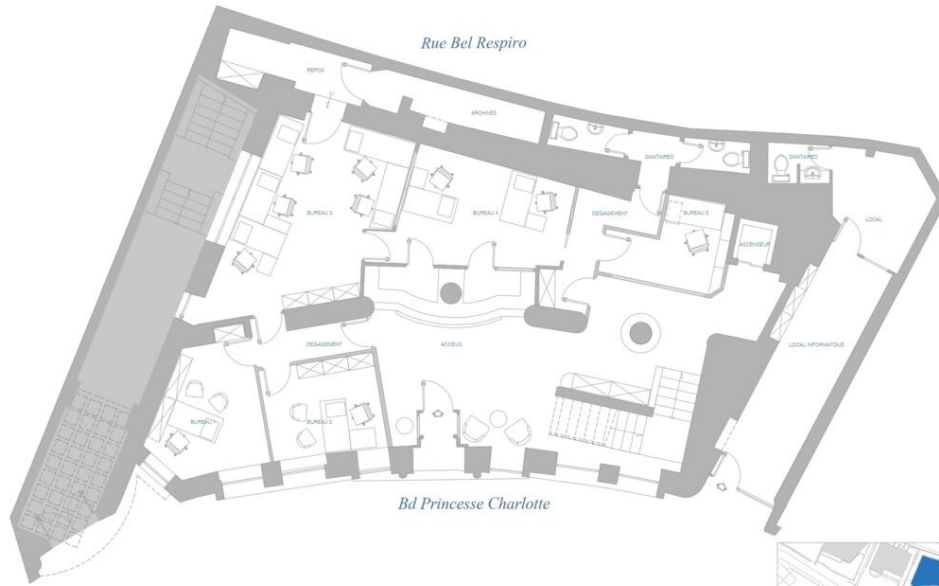 Rue Bel Respiro
REPOS
ARCHIVES
SANITAIRES
SANITAIRES
BUREAU 3
BUREAU 4
DEGAGEMENT
BUREAU 5
LOCAL
ASCENSEUR
DEGAGEMENT
ACCEUIL
LOCAL INFORMATIQUE
BUREAU 1
BUREAU 2
Bd Princesse Charlotte